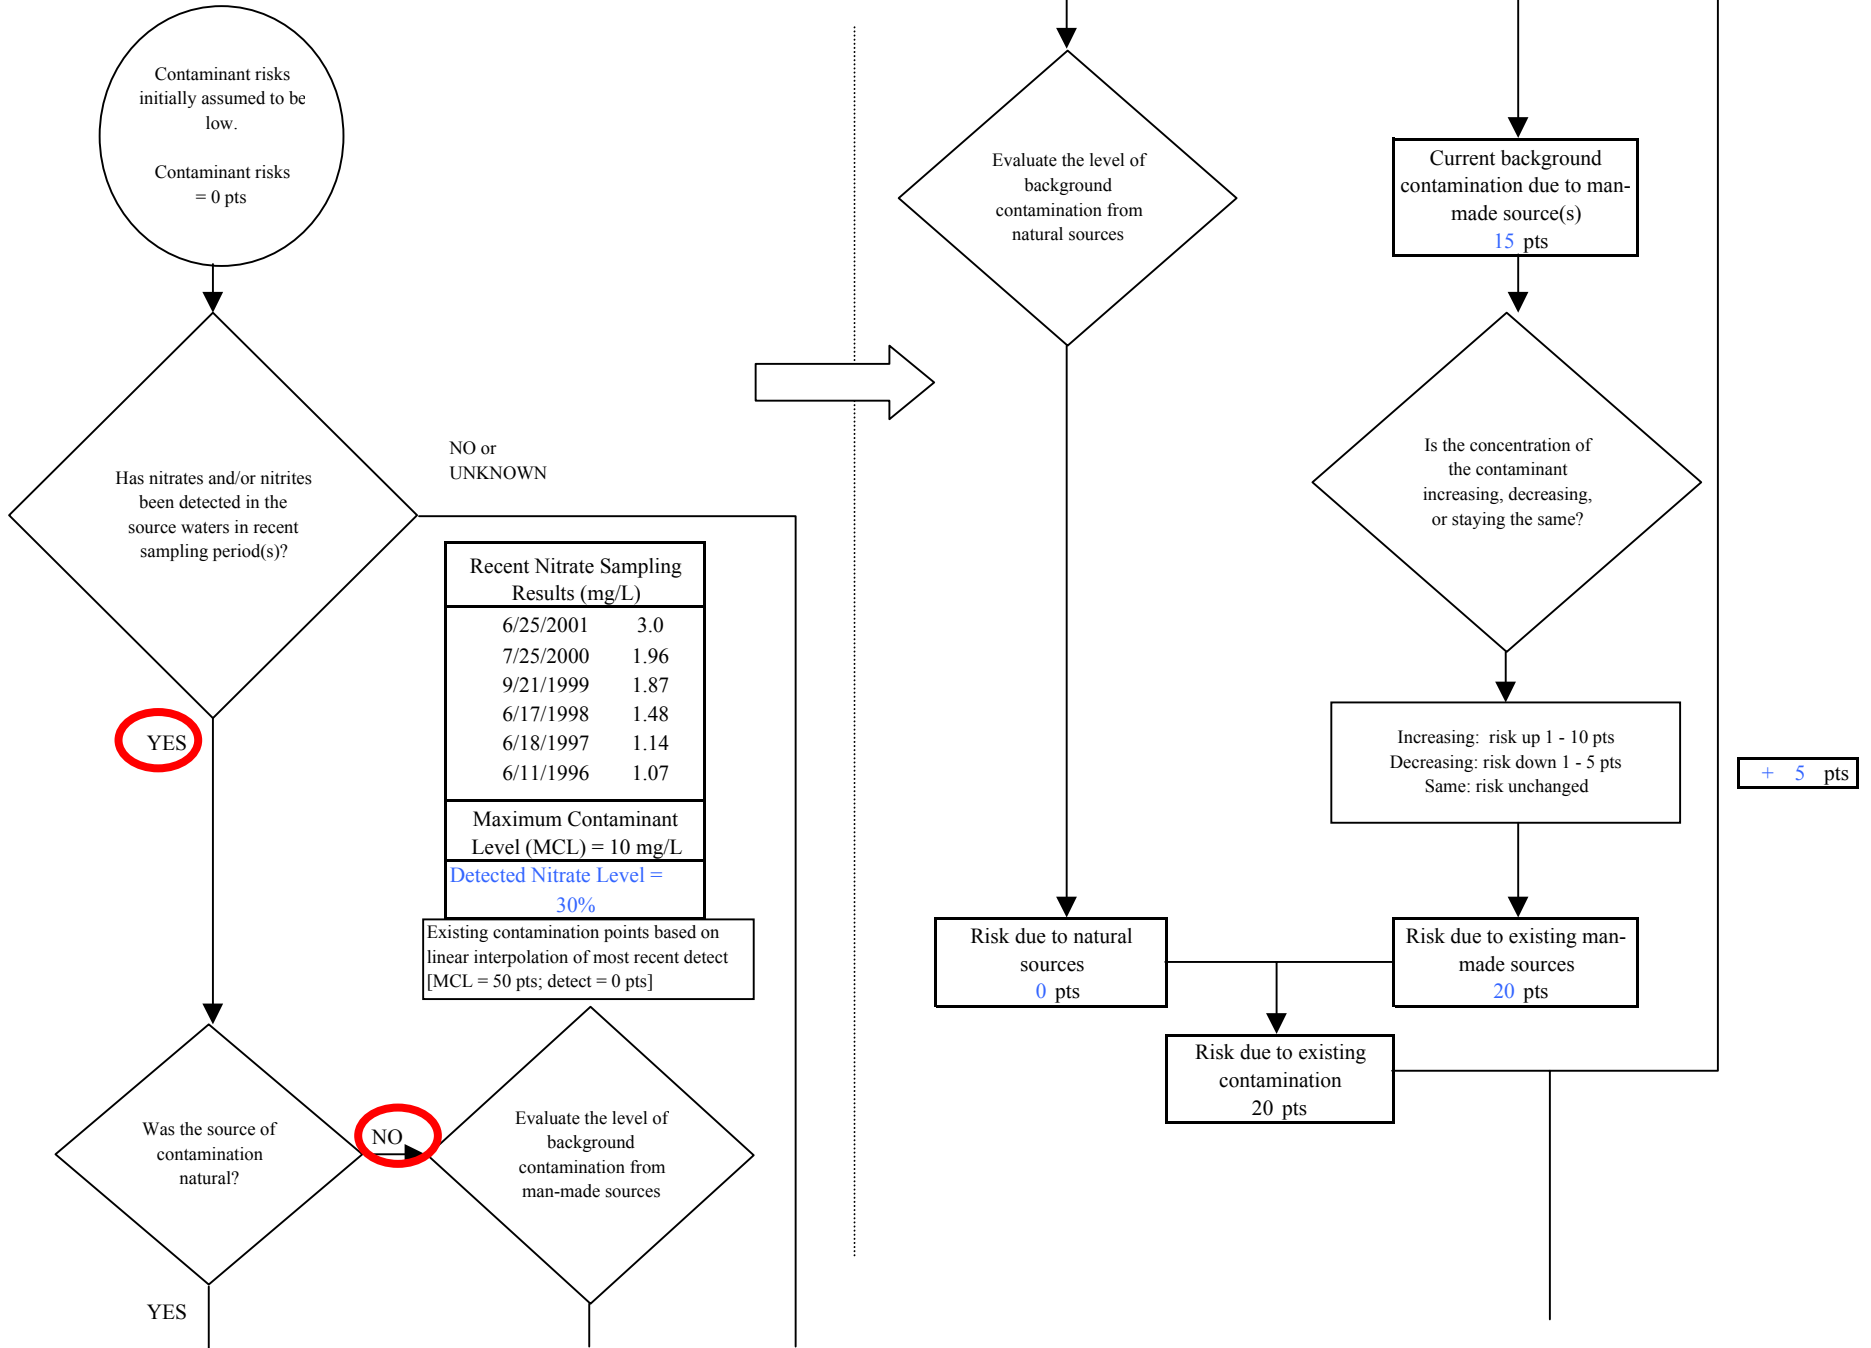 Contaminant risks
initially assumed to be
low.
Contaminant risks
= 0 pts
Has nitrates and/or nitrites
been detected in the
source waters in recent
sampling period(s)?
NO or
UNKNOWN
YES
Recent Nitrate Sampling
Results (mg/L)
6/25/2001 3.0
7/25/2000 1.96
9/21/1999 1.87
6/17/1998 1.48
6/18/1997 1.14
6/11/1996 1.07
Maximum Contaminant
Level (MCL) = 10 mg/L
Detected Nitrate Level =
30%
Existing contamination points based on
linear interpolation of most recent detect
[MCL = 50 pts; detect = 0 pts]
Was the source of
contamination
natural?
NO
YES
Evaluate the level of
background
contamination from
man-made sources
Evaluate the level of
background
contamination from
natural sources
Current background
contamination due to man-
made source(s)
15 pts
Is the concentration of
the contaminant
increasing, decreasing,
or staying the same?
Increasing: risk up 1 - 10 pts
Decreasing: risk down 1 - 5 pts
Same: risk unchanged
+ 5 pts
Risk due to natural
sources
0 pts
Risk due to existing man-
made sources
20 pts
Risk due to existing
contamination
20 pts